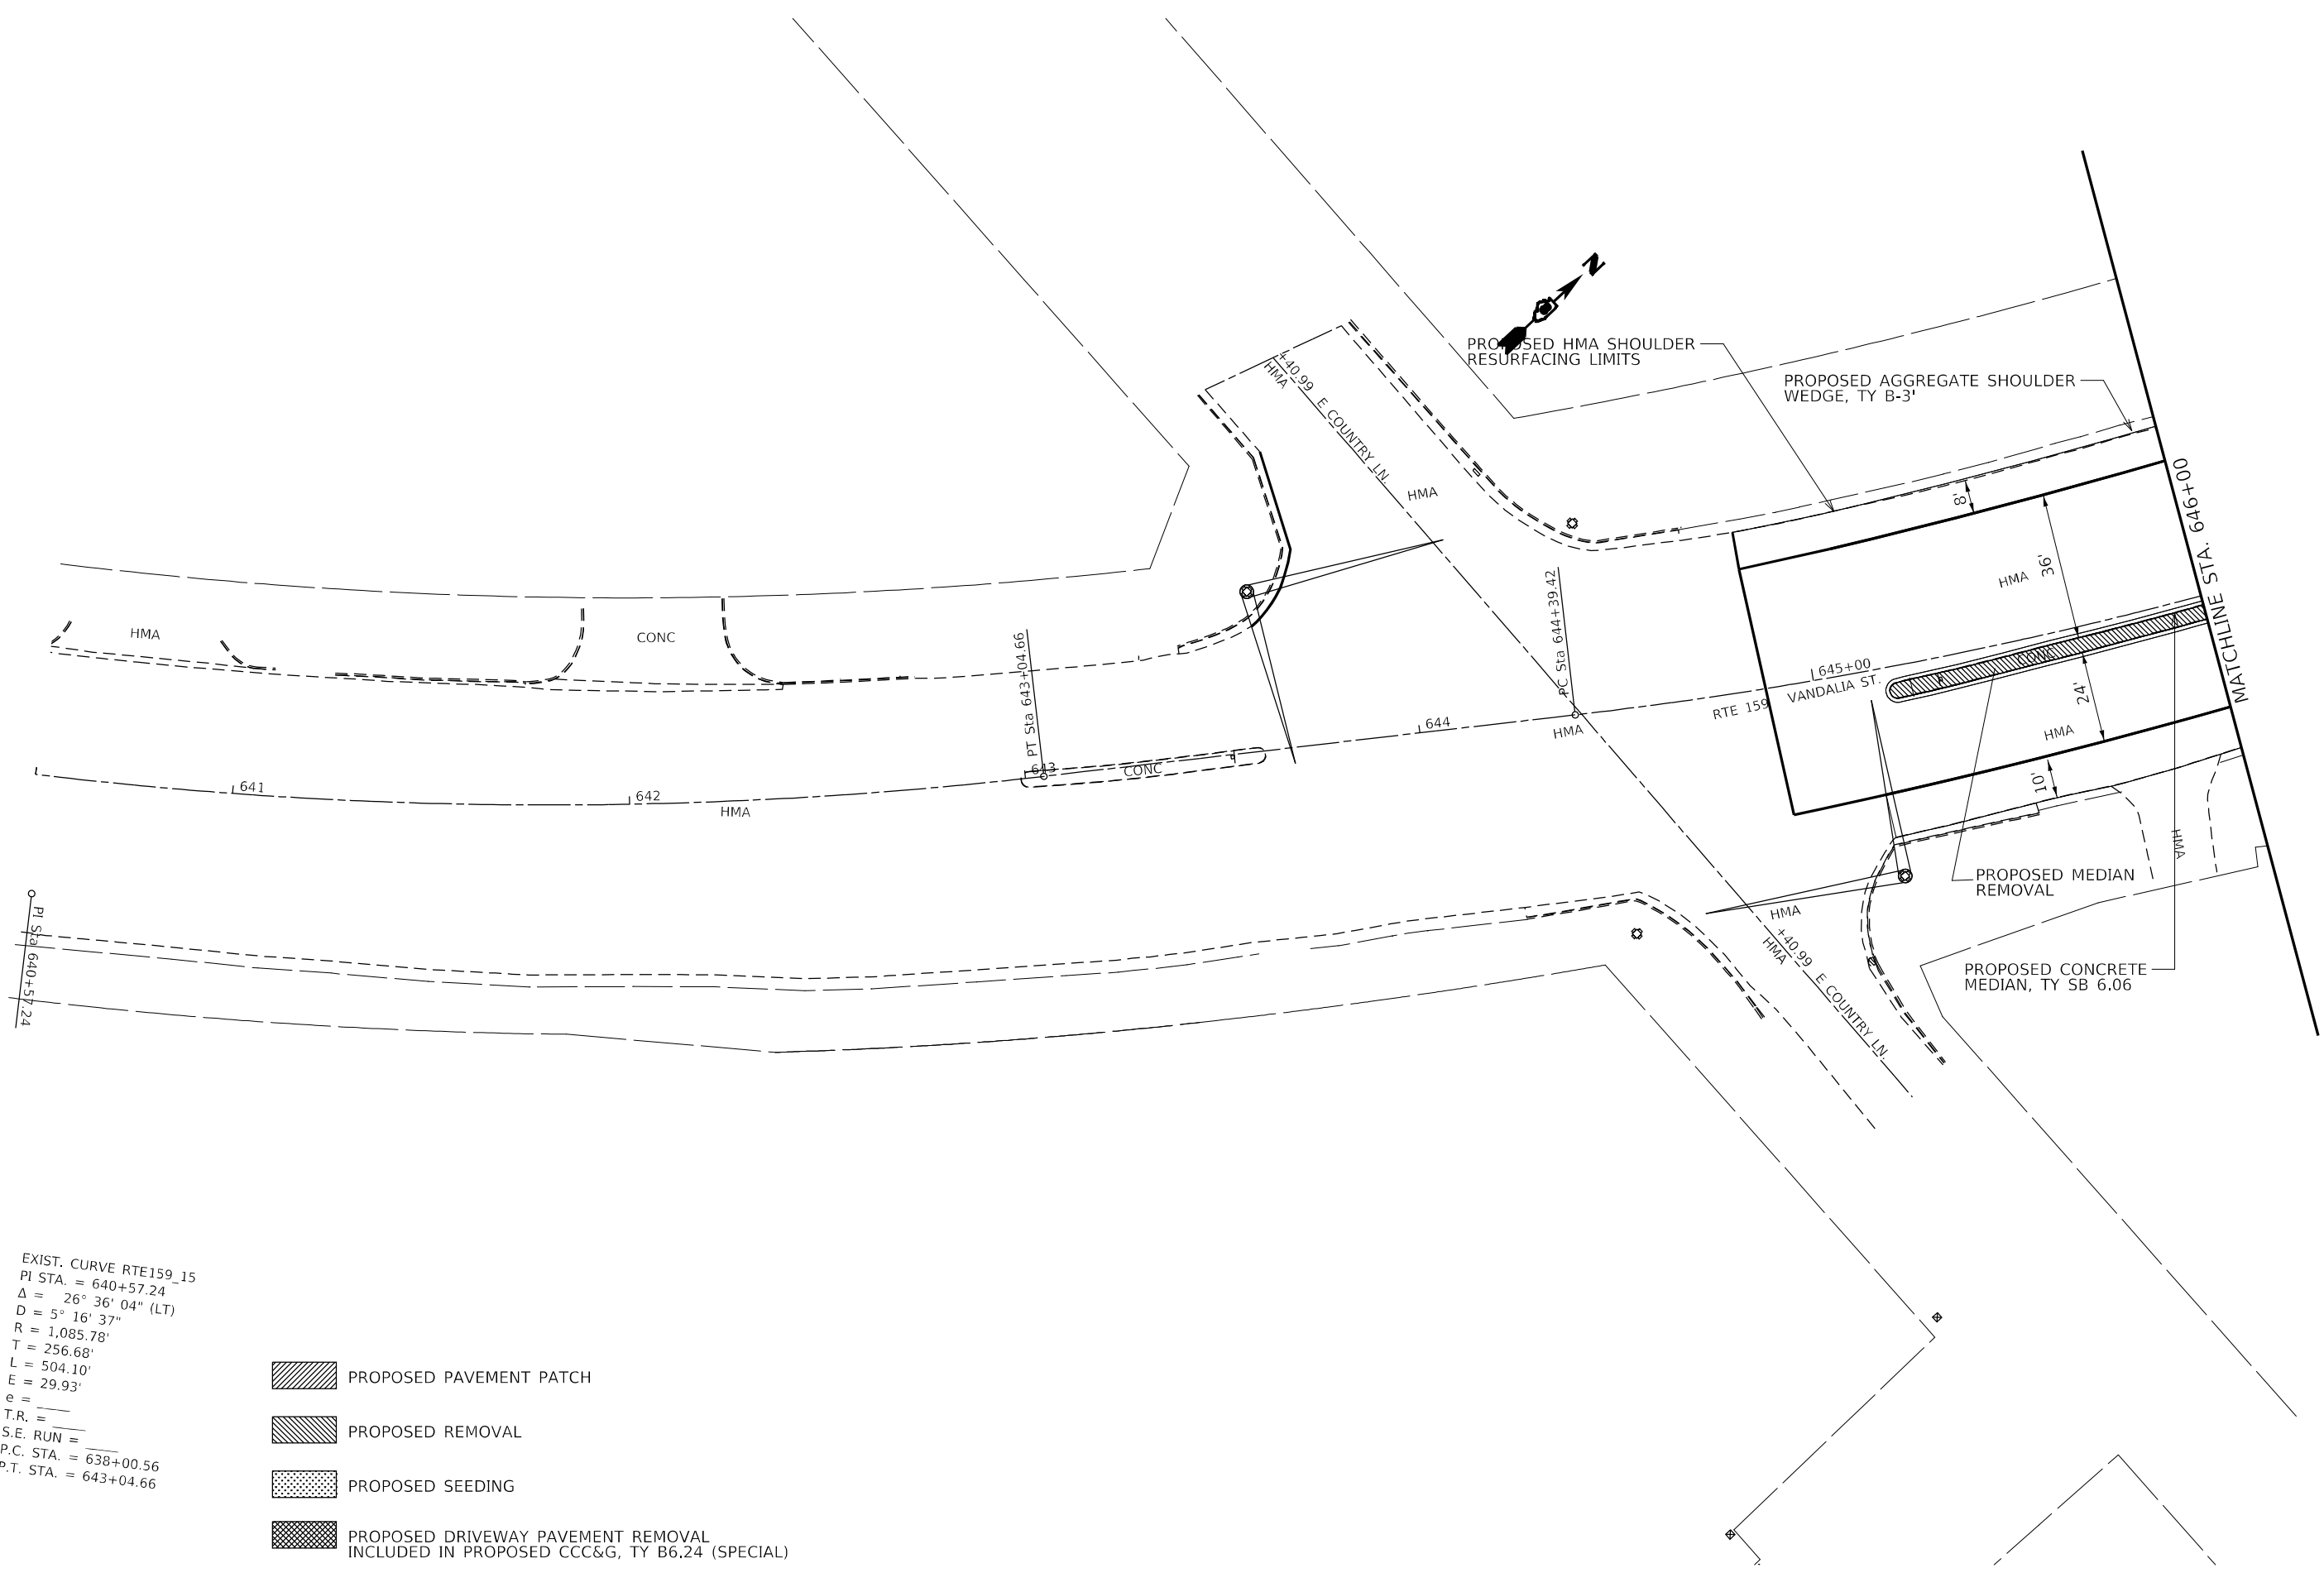 N
PROPOSED HMA SHOULDER
RESURFACING LIMITS
PROPOSED AGGREGATE SHOULDER
WEDGE, TY B-3'
+40.99 E COUNTRY LN.
HMA
HMA
8'
36'
HMA
MATCHLINE STA. 646+00
HMA
CONC
PT Sta 643+04.66
PC Sta 644+39.42
645+00
RTE 159 VANDALIA ST.
CONC
24'
HMA
10'
HMA
641
642
HMA
643
CONC
644
HMA
PI Sta 640+57.24
PROPOSED MEDIAN
REMOVAL
HMA
+40.99 E COUNTRY LN.
HMA
PROPOSED CONCRETE
MEDIAN, TY SB 6.06
EXIST. CURVE RTE159_15
PI STA. = 640+57.24
Δ = 26° 36' 04" (LT)
D = 5° 16' 37"
R = 1,085.78'
T = 256.68'
L = 504.10'
E = 29.93'
e = ____
T.R. = ____
S.E. RUN = ____
P.C. STA. = 638+00.56
P.T. STA. = 643+04.66
PROPOSED PAVEMENT PATCH
PROPOSED REMOVAL
PROPOSED SEEDING
PROPOSED DRIVEWAY PAVEMENT REMOVAL
INCLUDED IN PROPOSED CCC&G, TY B6.24 (SPECIAL)